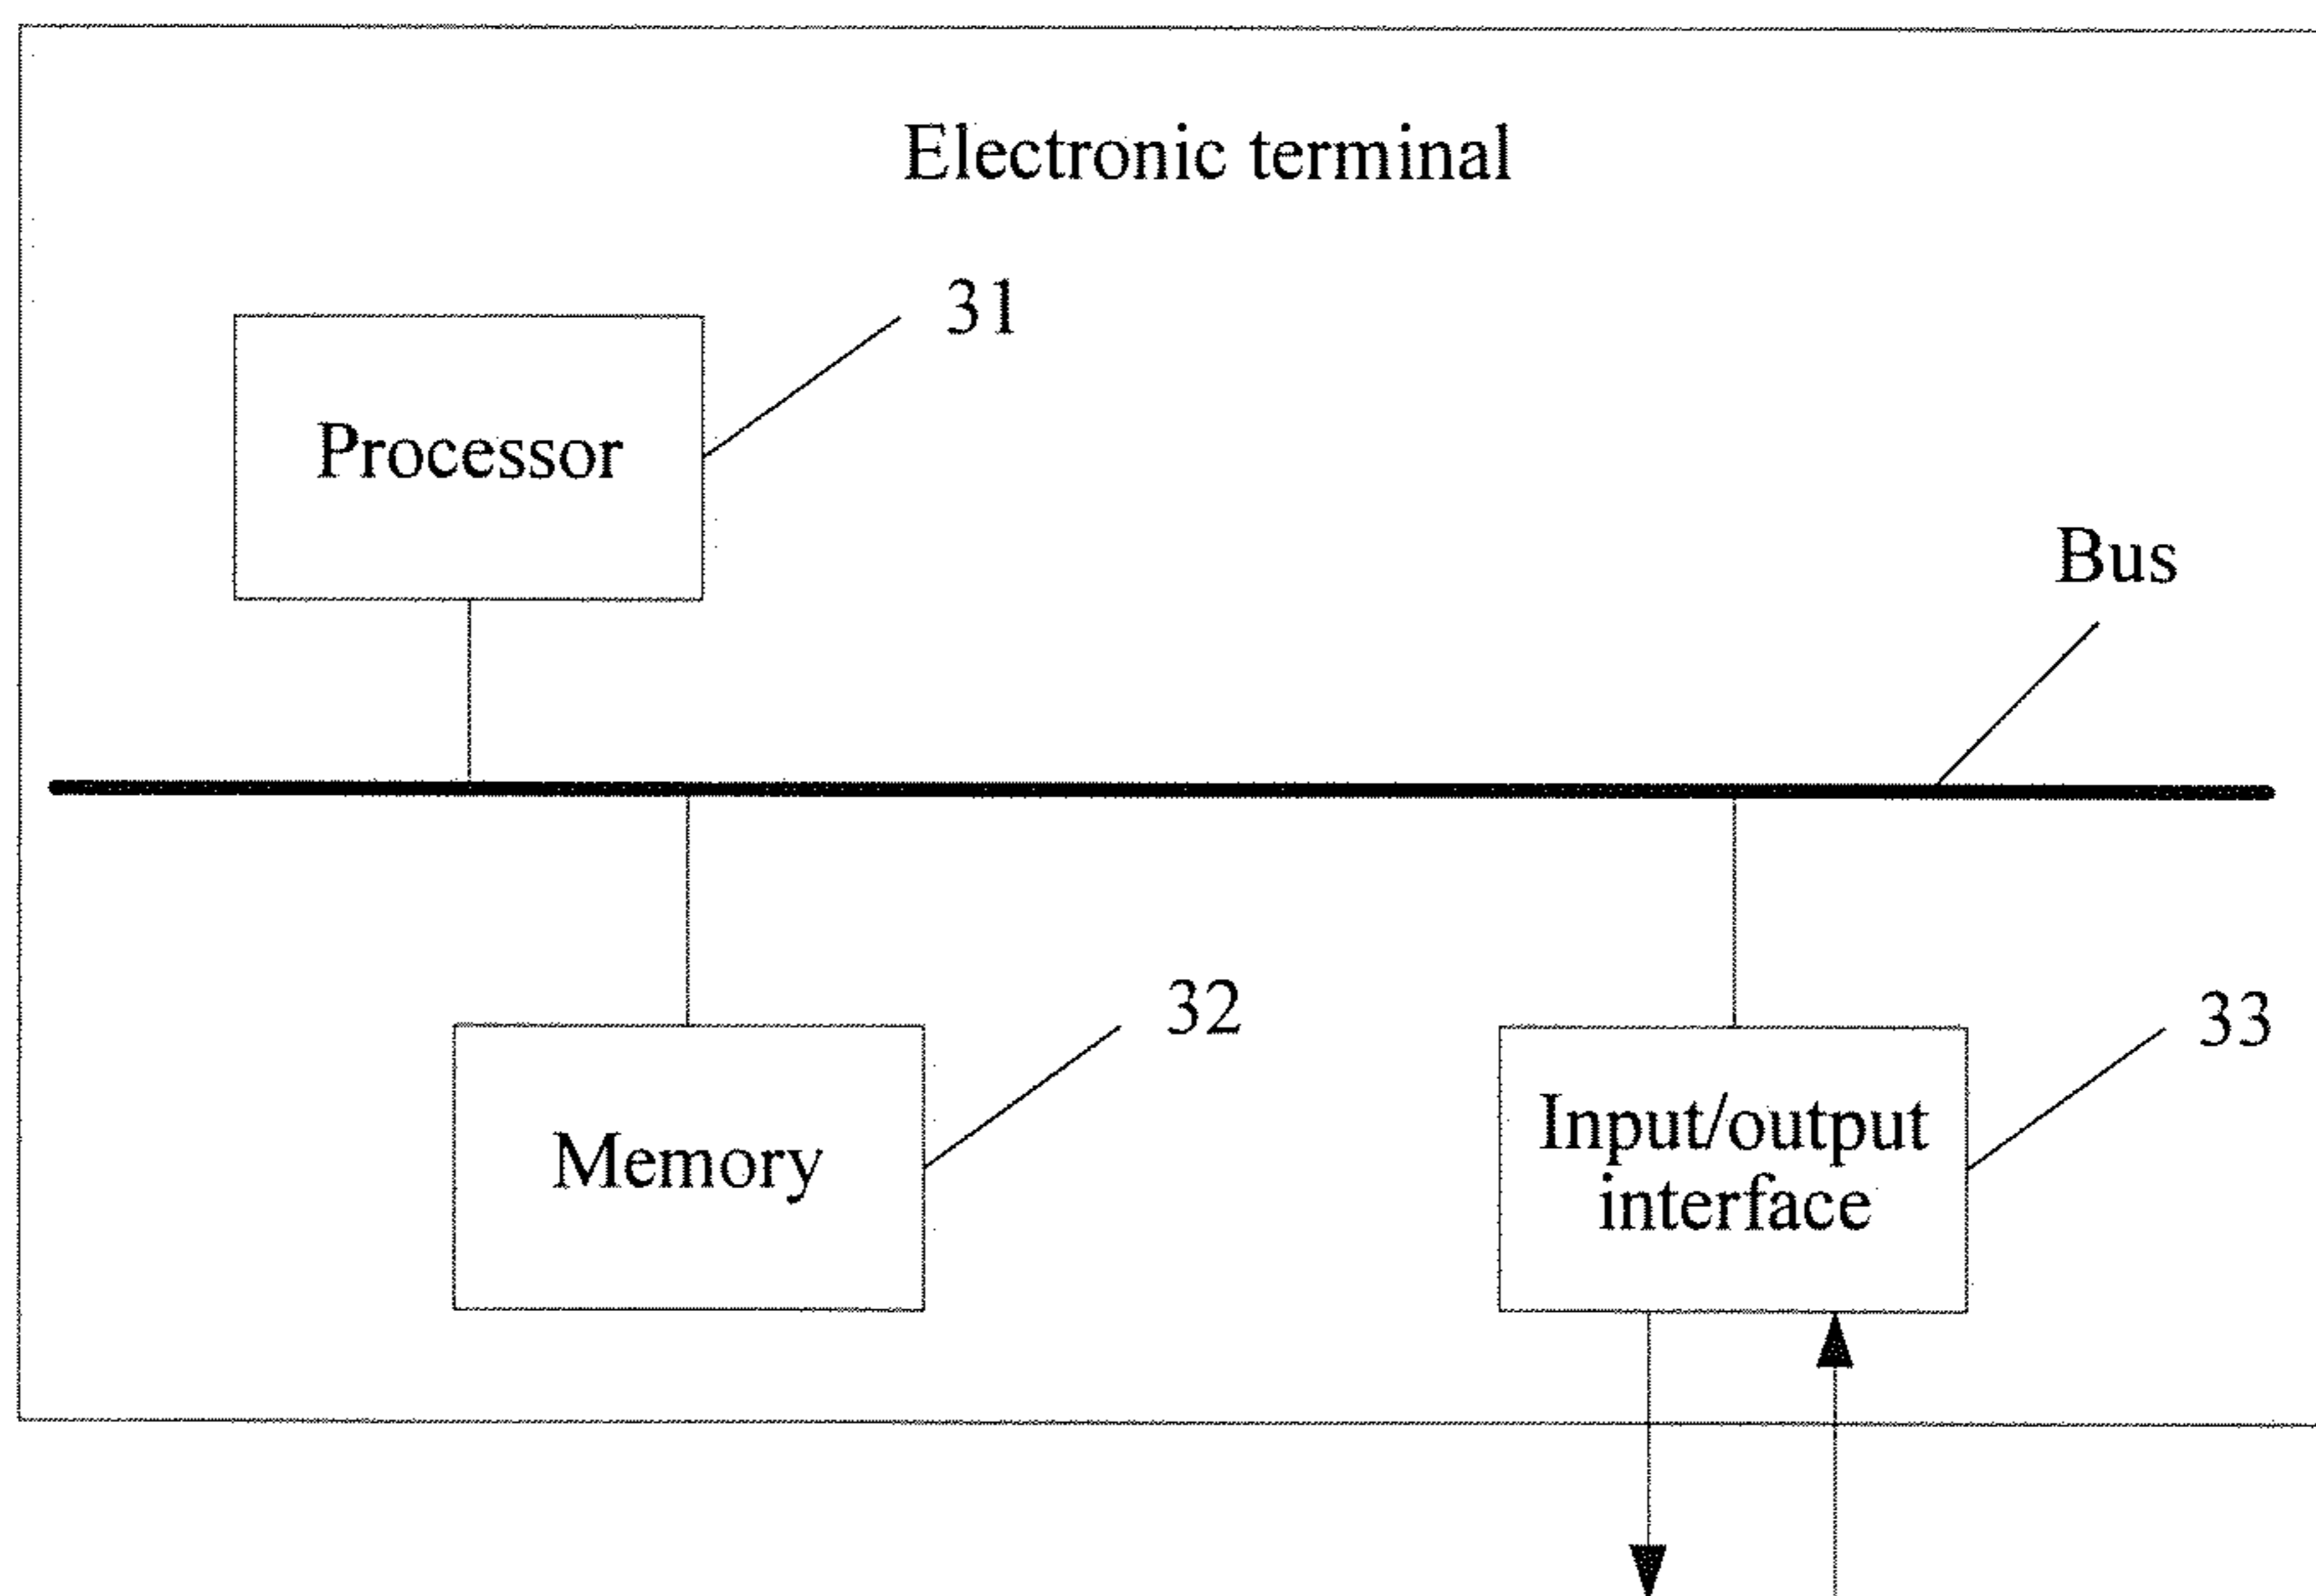 Electronic terminal
31
Processor
Bus
32
33
Memory
Input/output
interface